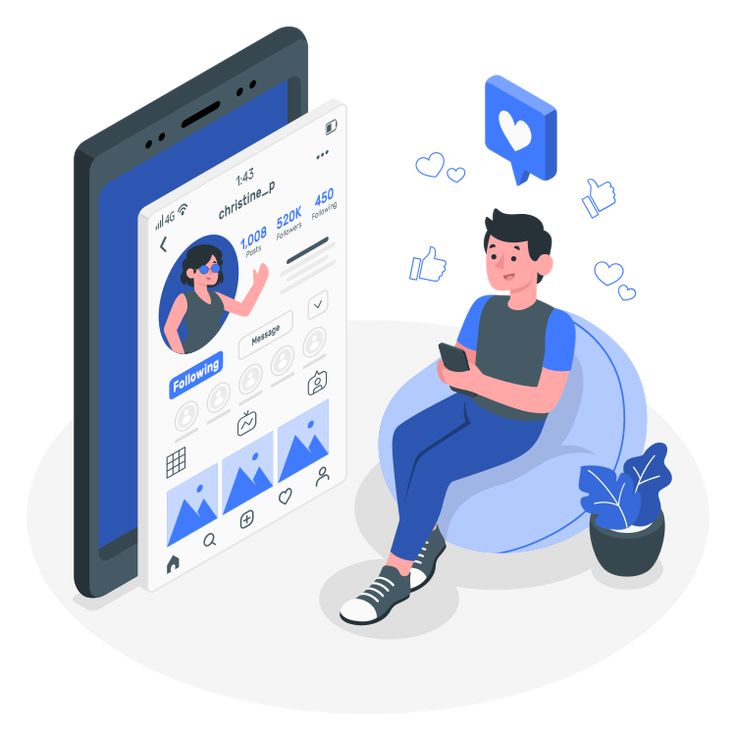 4G
1:43
christine_p
1,008 520K 450
Posts Followers Following
Following Message